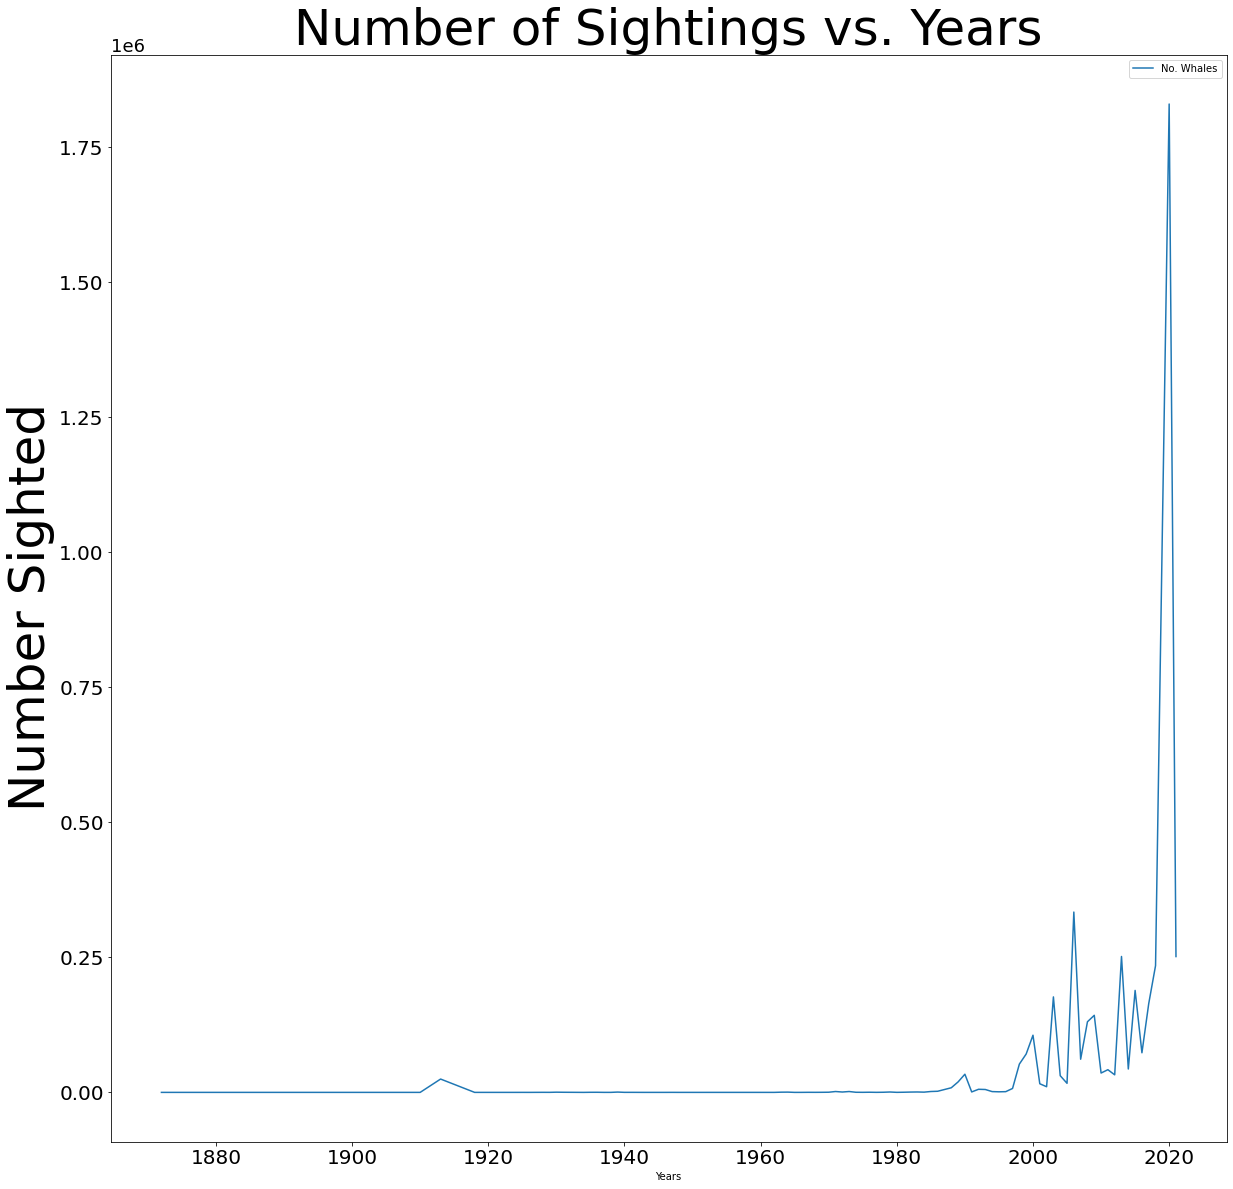 Number of Sightings vs. Years
1e6
No. Whales
1.75
1.50
1.25
1.00
0.75
0.50
0.25
0.00
Number Sighted
1880 1900 1920 1940 1960 1980 2000 2020
Years